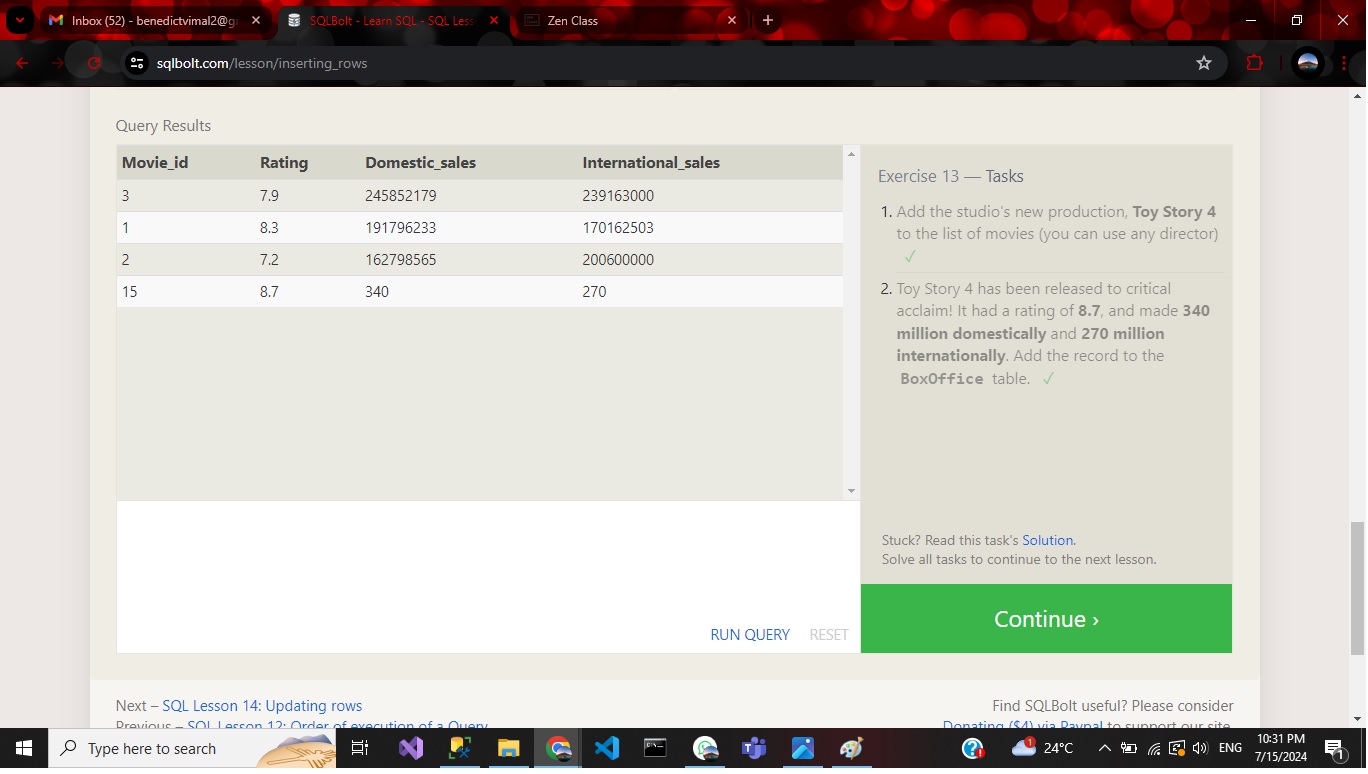 Inbox (52) - benedictvimal2@g
SQLBolt - Learn SQL - SQL Less
Zen Class
sqlbolt.com/lesson/inserting_rows
Query Results
Movie_id Rating Domestic_sales International_sales
3 7.9 245852179 239163000
1 8.3 191796233 170162503
2 7.2 162798565 200600000
15 8.7 340 270
Exercise 13 — Tasks
1. Add the studio's new production, Toy Story 4
to the list of movies (you can use any director)
✓
2. Toy Story 4 has been released to critical
acclaim! It had a rating of 8.7, and made 340
million domestically and 270 million
internationally. Add the record to the
BoxOffice table. ✓
Stuck? Read this task's Solution.
Solve all tasks to continue to the next lesson.
RUN QUERY RESET
Continue ›
Next – SQL Lesson 14: Updating rows
Previous – SQL Lesson 12: Order of execution of a Query
Find SQLBolt useful? Please consider
Donating ($4) via Paypal to support our site.
Type here to search
1
24°C
ENG
10:31 PM
7/15/2024
1